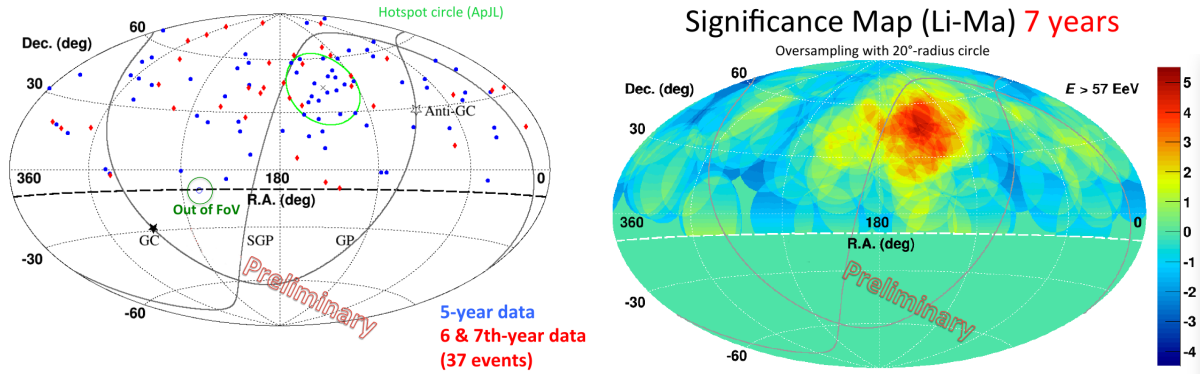 Hotspot circle (ApJL)
60
Dec. (deg)
30
Anti-GC
360
180
0
Out of FoV
R.A. (deg)
GC
SGP
GP
-30
Preliminary
-60
5-year data
6 & 7th-year data
(37 events)
Significance Map (Li-Ma) 7 years
Oversampling with 20°-radius circle
60
Dec. (deg)
E > 57 EeV
30
360
180
0
R.A. (deg)
-30
Preliminary
-60
5
4
3
2
1
0
-1
-2
-3
-4